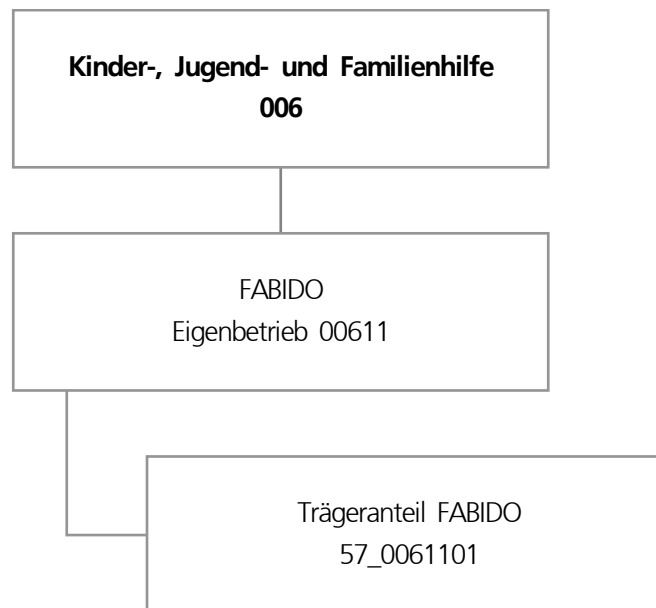 Kinder-, Jugend- und Familienhilfe
006
FABIDO
Eigenbetrieb 00611
Trägeranteil FABIDO
57_0061101